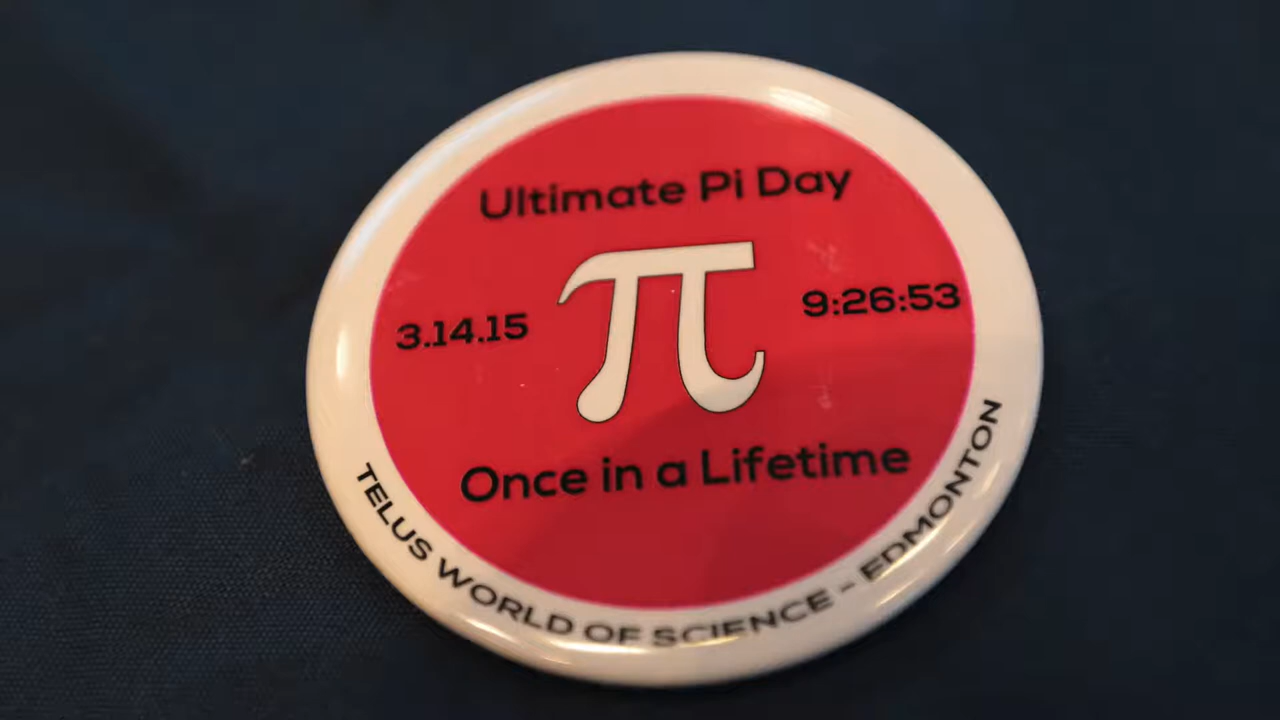 Ultimate Pi Day
π
3.14.15
9:26:53
Once in a Lifetime
TELUS WORLD OF SCIENCE - EDMONTON